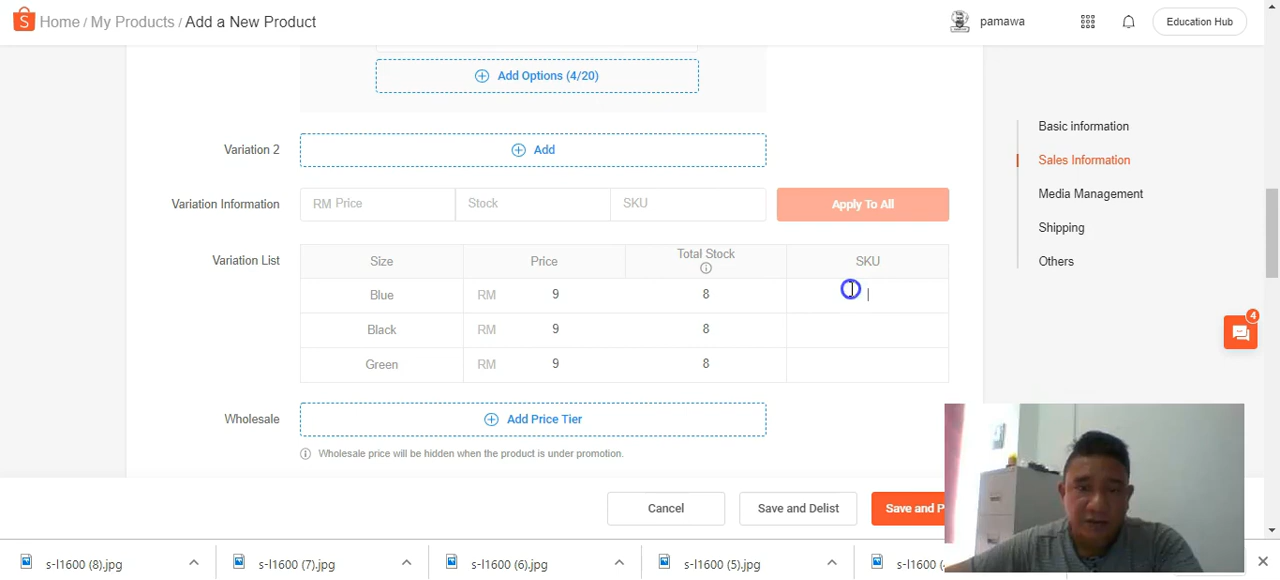 Home / My Products / Add a New Product
pamawa
Education Hub
Add Options (4/20)
Variation 2
Add
Variation Information
RM Price
Stock
SKU
Apply To All
Variation List
Size
Price
Total Stock
SKU
Blue
RM
9
8
Black
RM
9
8
Green
RM
9
8
Wholesale
Add Price Tier
Wholesale price will be hidden when the product is under promotion.
Cancel
Save and Delist
Save and P
Basic information
Sales Information
Media Management
Shipping
Others
4
s-l1600 (8).jpg
s-l1600 (7).jpg
s-l1600 (6).jpg
s-l1600 (5).jpg
s-l1600 (